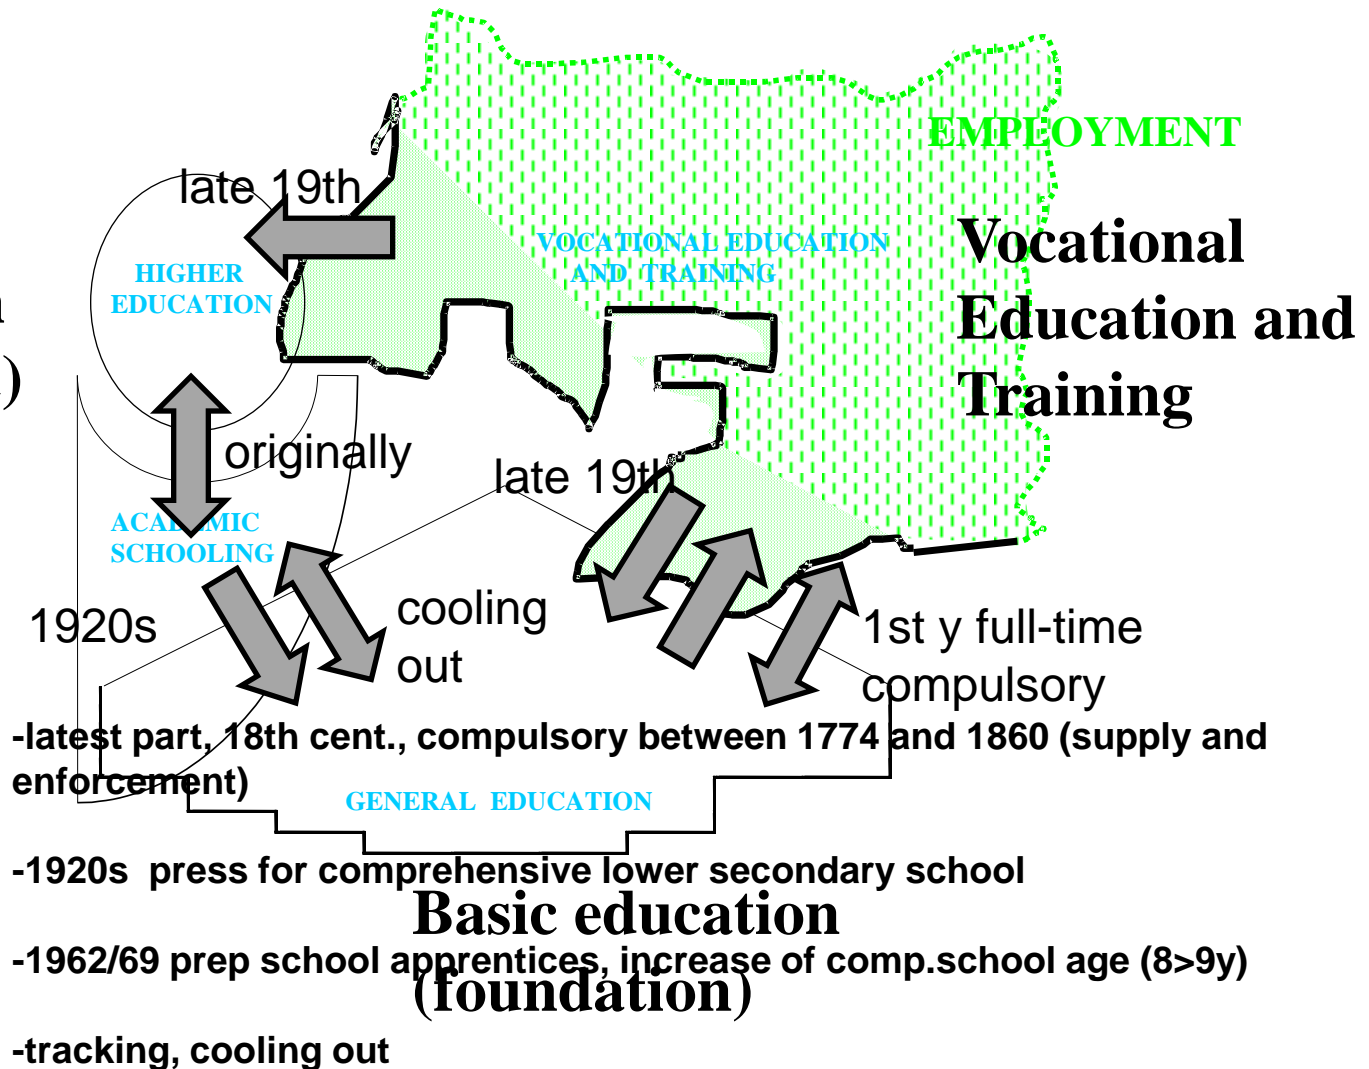 EMPLOYMENT
late 19th
VOCATIONAL EDUCATION
AND TRAINING
Vocational
Education and
Training
HIGHER
EDUCATION
)
originally
late 19th
ACADEMIC
SCHOOLING
1920s
cooling
out
1st y full-time
compulsory
-latest part, 18th cent., compulsory between 1774 and 1860 (supply and
enforcement)
GENERAL EDUCATION
-1920s press for comprehensive lower secondary school
Basic education
-1962/69 prep school apprentices, increase of comp.school age (8>9y)
(foundation)
-tracking, cooling out